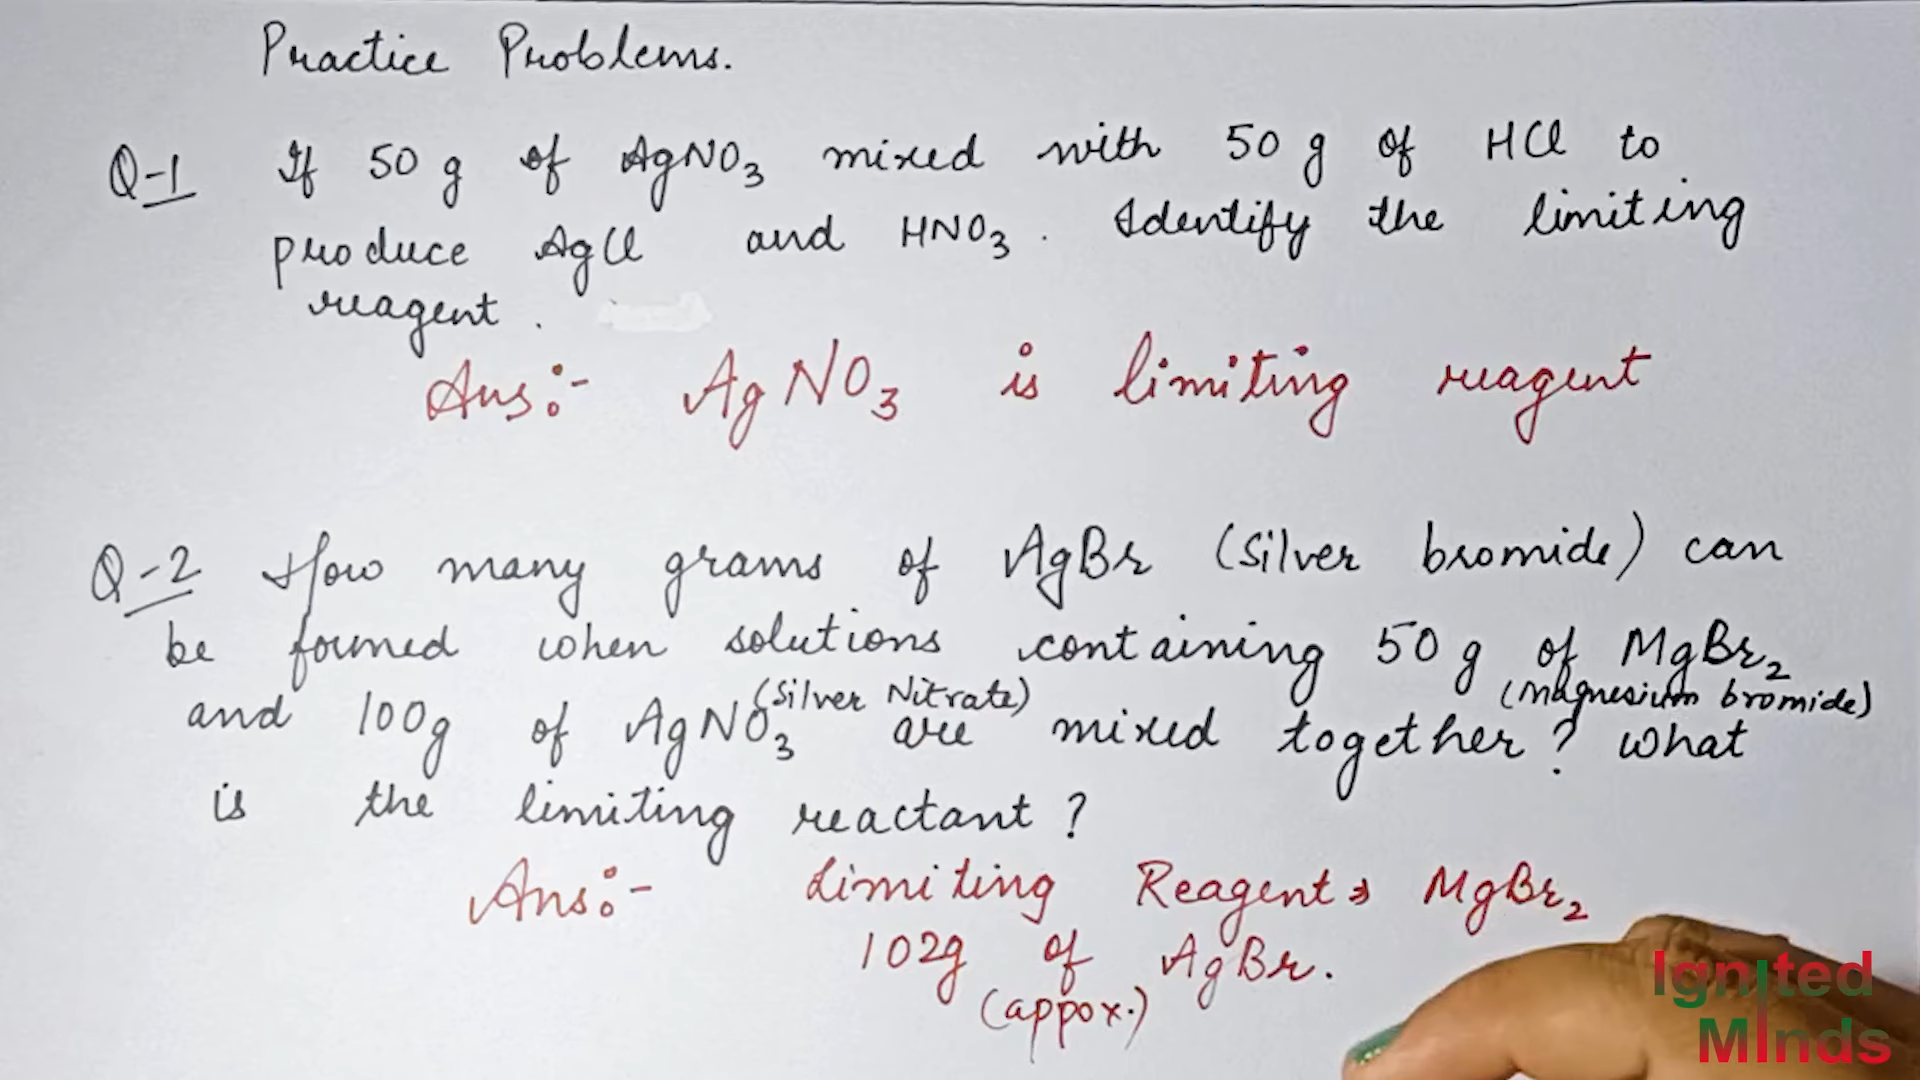 Practice Problems.
Q-1 If 50 g of AgNO3 mixed with 50 g of HCl to
produce AgCl and HNO3. Identify the limiting
reagent.
Ans:- AgNO3 is limiting reagent
Q-2 How many grams of AgBr (Silver bromide) can
be formed when solutions containing 50 g of MgBr2
(Silver Nitrate) (magnesium bromide)
and 100g of AgNO3 are mixed together? What
is the limiting reactant?
Ans:- Limiting Reagent → MgBr2
102g of AgBr.
(appox.)
Ignited
Minds